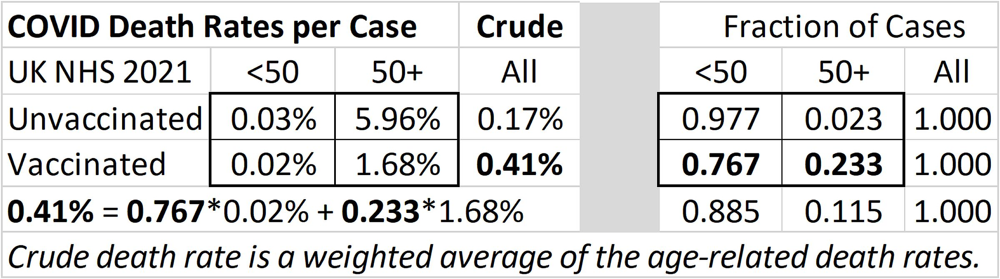 COVID Death Rates per Case Crude Fraction of Cases
UK NHS 2021 <50 50+ All <50 50+ All
Unvaccinated 0.03% 5.96% 0.17% 0.977 0.023 1.000
Vaccinated 0.02% 1.68% 0.41% 0.767 0.233 1.000
0.41% = 0.767*0.02% + 0.233*1.68% 0.885 0.115 1.000
Crude death rate is a weighted average of the age-related death rates.